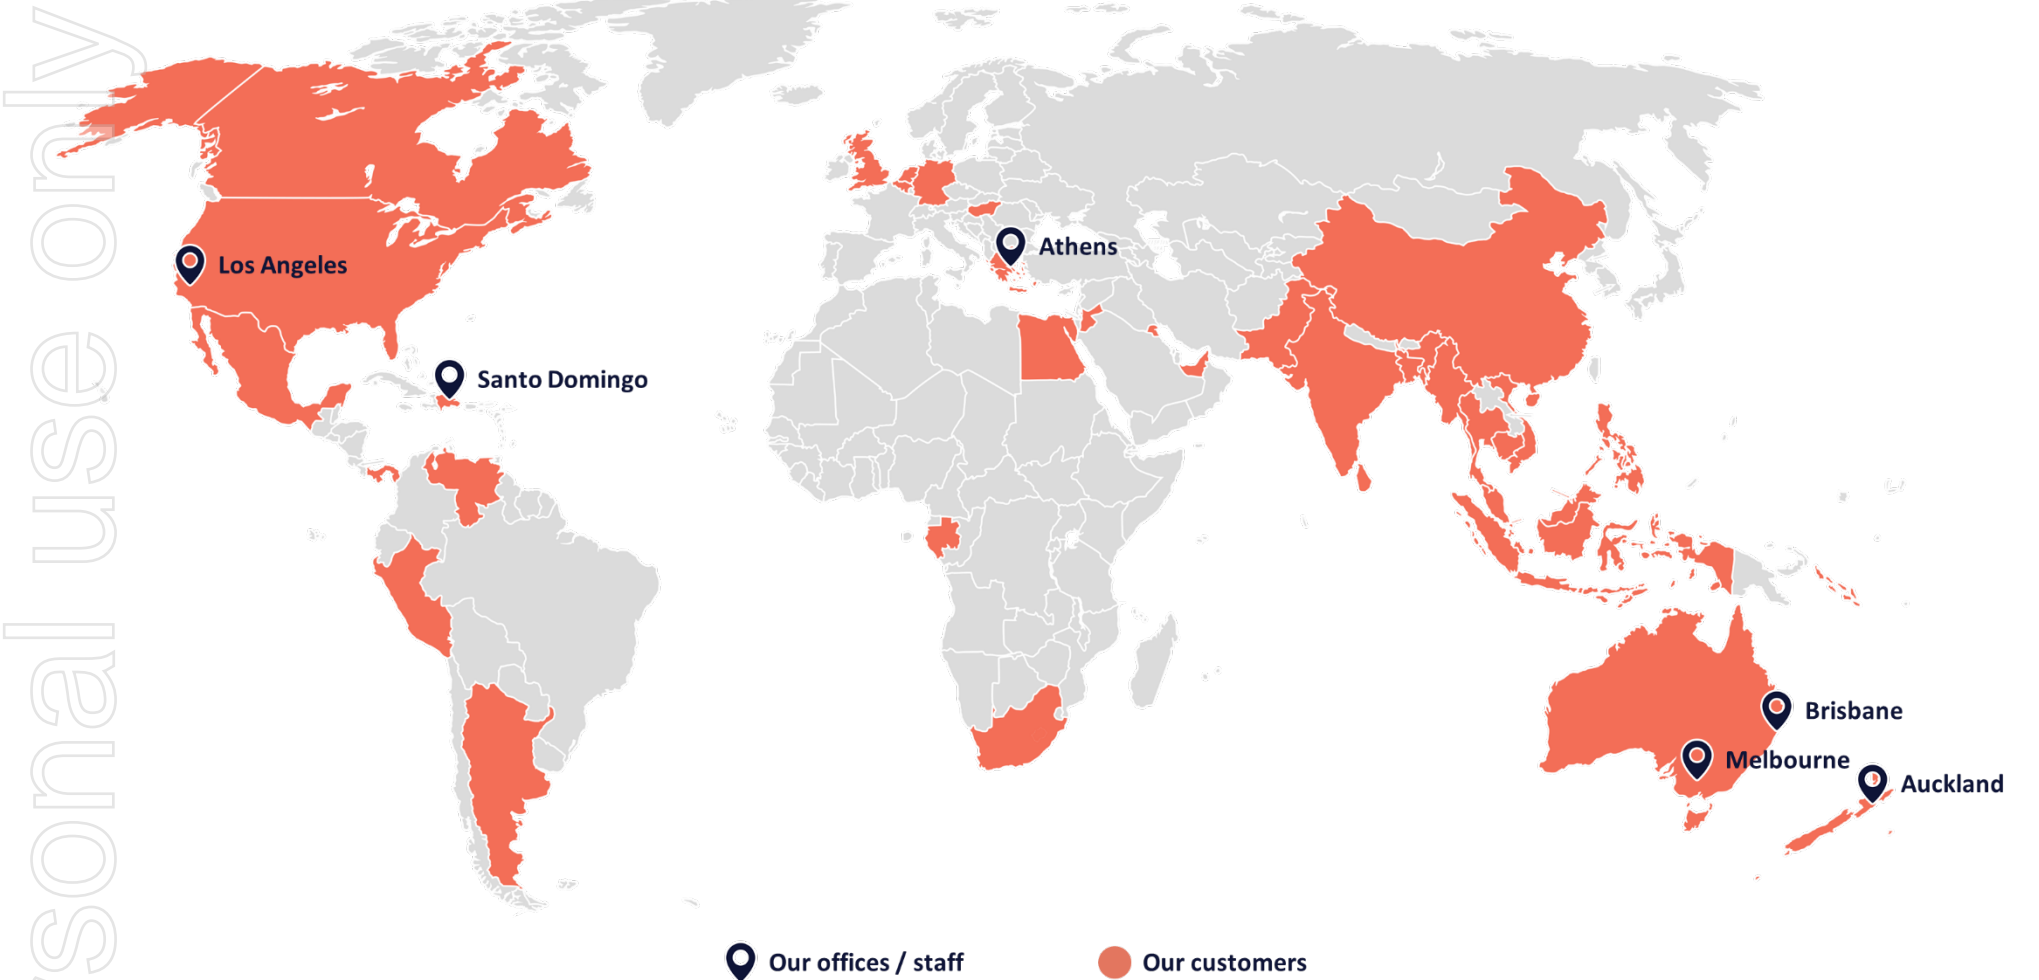 sonal use only
Los Angeles
Athens
Santo Domingo
Brisbane
Melbourne
Auckland
Our offices / staff
Our customers